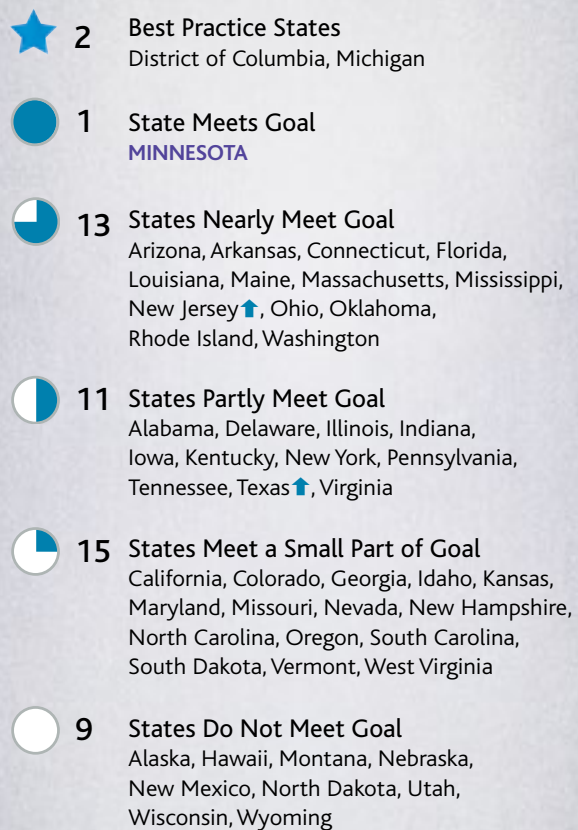 2 Best Practice States
District of Columbia, Michigan
1 State Meets Goal
MINNESOTA
13 States Nearly Meet Goal
Arizona, Arkansas, Connecticut, Florida,
Louisiana, Maine, Massachusetts, Mississippi,
New Jersey⬆, Ohio, Oklahoma,
Rhode Island, Washington
11 States Partly Meet Goal
Alabama, Delaware, Illinois, Indiana,
Iowa, Kentucky, New York, Pennsylvania,
Tennessee, Texas⬆, Virginia
15 States Meet a Small Part of Goal
California, Colorado, Georgia, Idaho, Kansas,
Maryland, Missouri, Nevada, New Hampshire,
North Carolina, Oregon, South Carolina,
South Dakota, Vermont, West Virginia
9 States Do Not Meet Goal
Alaska, Hawaii, Montana, Nebraska,
New Mexico, North Dakota, Utah,
Wisconsin, Wyoming